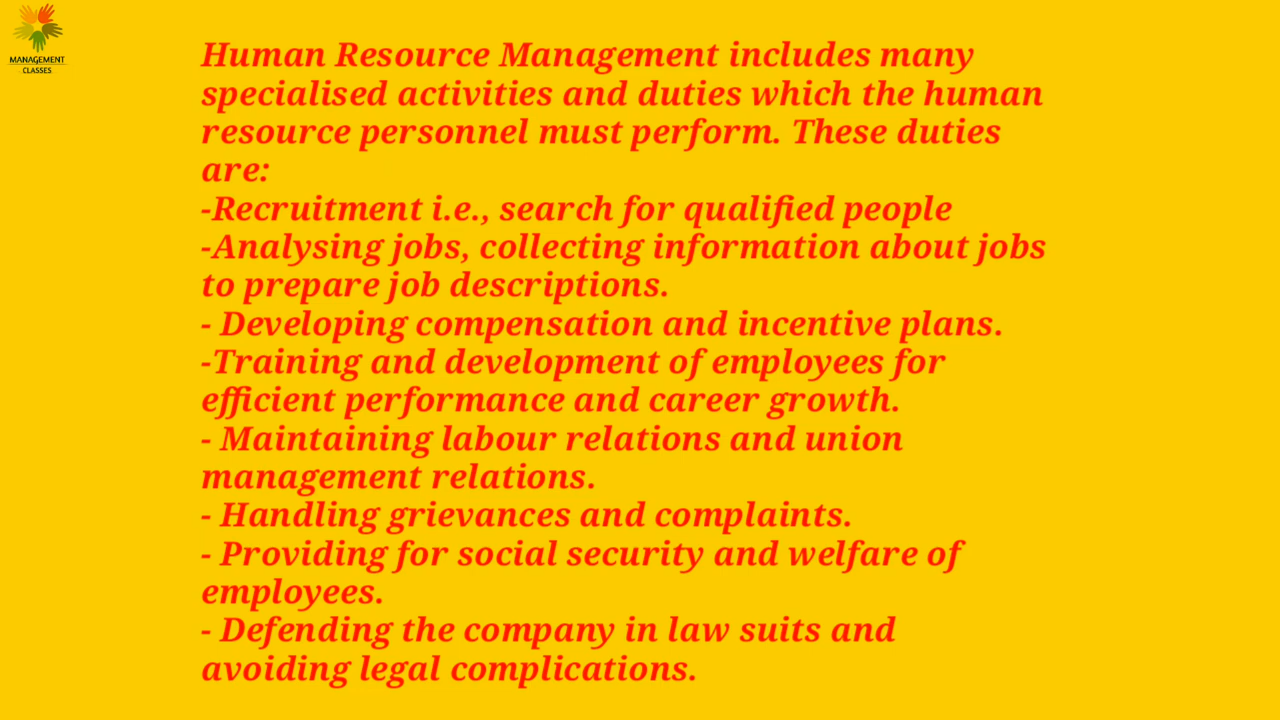 MANAGEMENT
CLASSES
Human Resource Management includes many
specialised activities and duties which the human
resource personnel must perform. These duties
are:
-Recruitment i.e., search for qualified people
-Analysing jobs, collecting information about jobs
to prepare job descriptions.
- Developing compensation and incentive plans.
-Training and development of employees for
efficient performance and career growth.
- Maintaining labour relations and union
management relations.
- Handling grievances and complaints.
- Providing for social security and welfare of
employees.
- Defending the company in law suits and
avoiding legal complications.